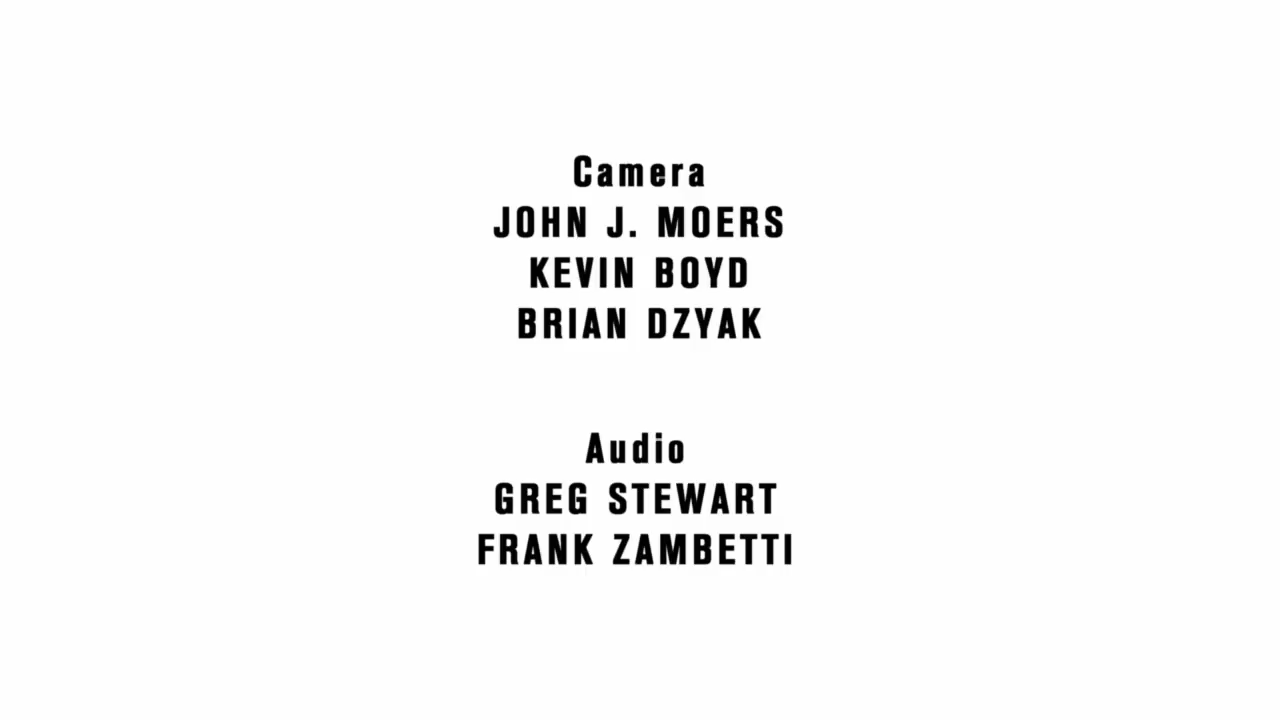 Camera
JOHN J. MOERS
KEVIN BOYD
BRIAN DZYAK
Audio
GREG STEWART
FRANK ZAMBETTI